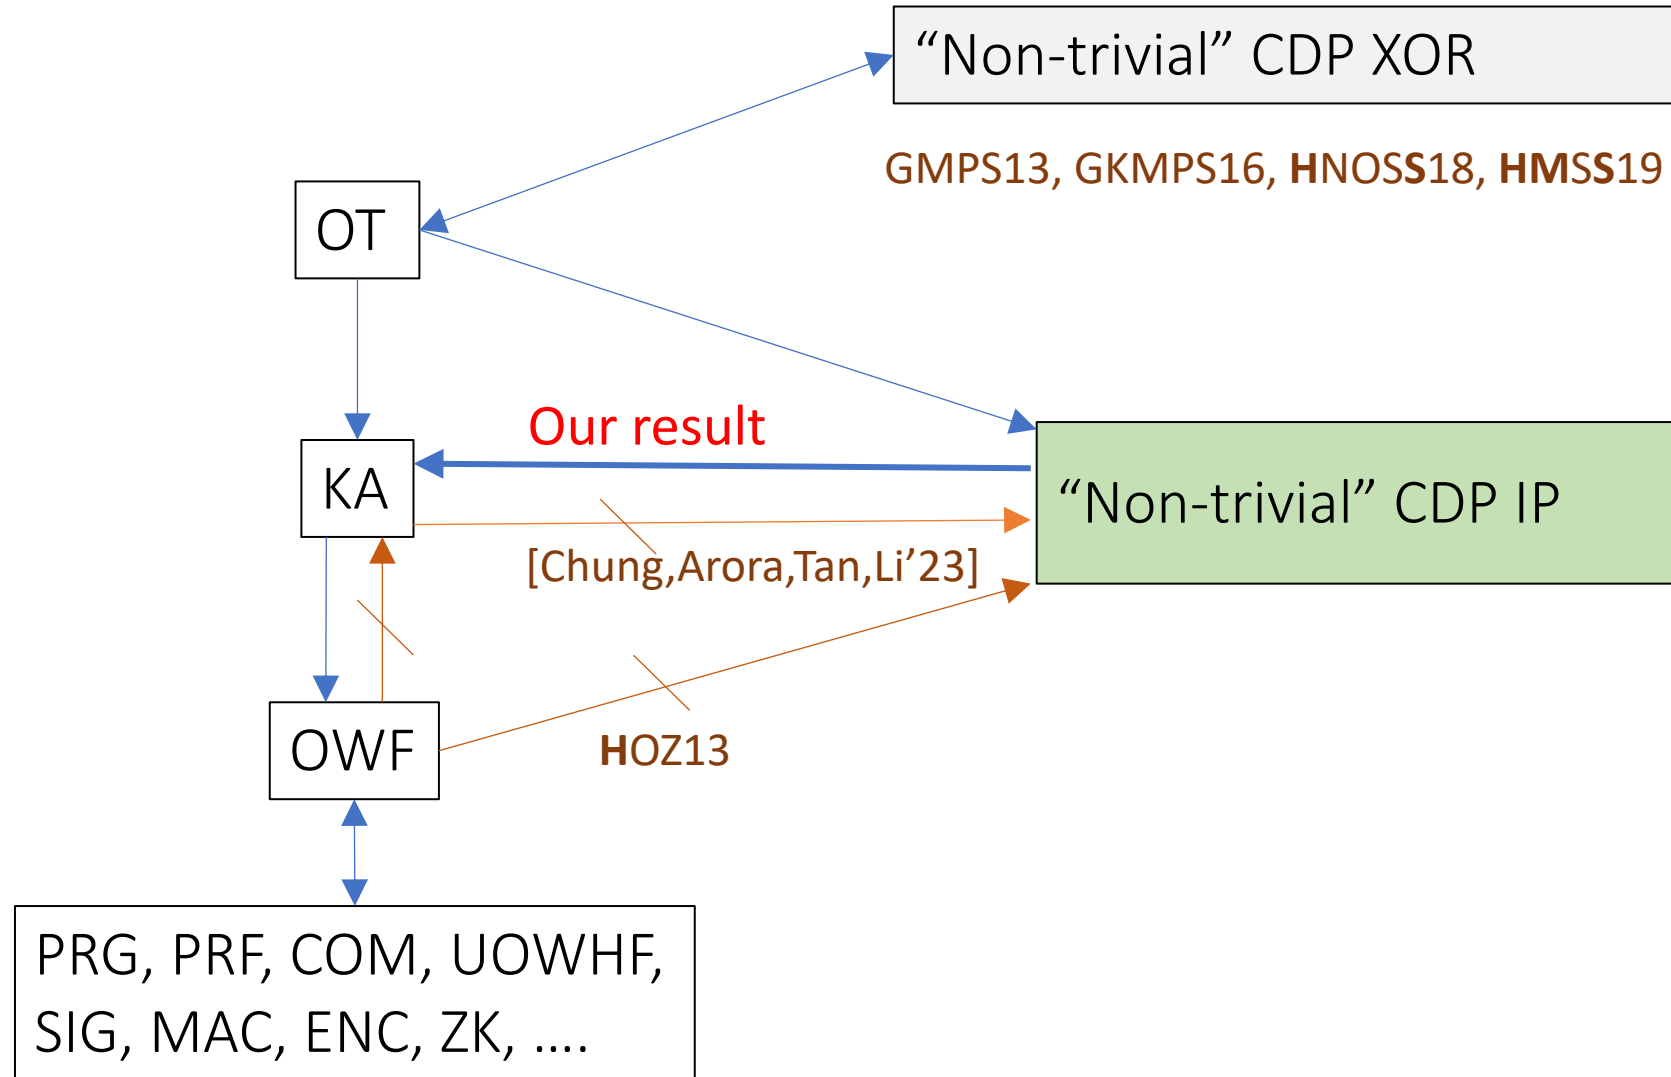 “Non-trivial” CDP XOR
GMPS13, GKMPS16, HNOSS18, HMSS19
OT
Our result
KA
“Non-trivial” CDP IP
[Chung,Arora,Tan,Li’23]
OWF
HOZ13
PRG, PRF, COM, UOWHF,
SIG, MAC, ENC, ZK, ....